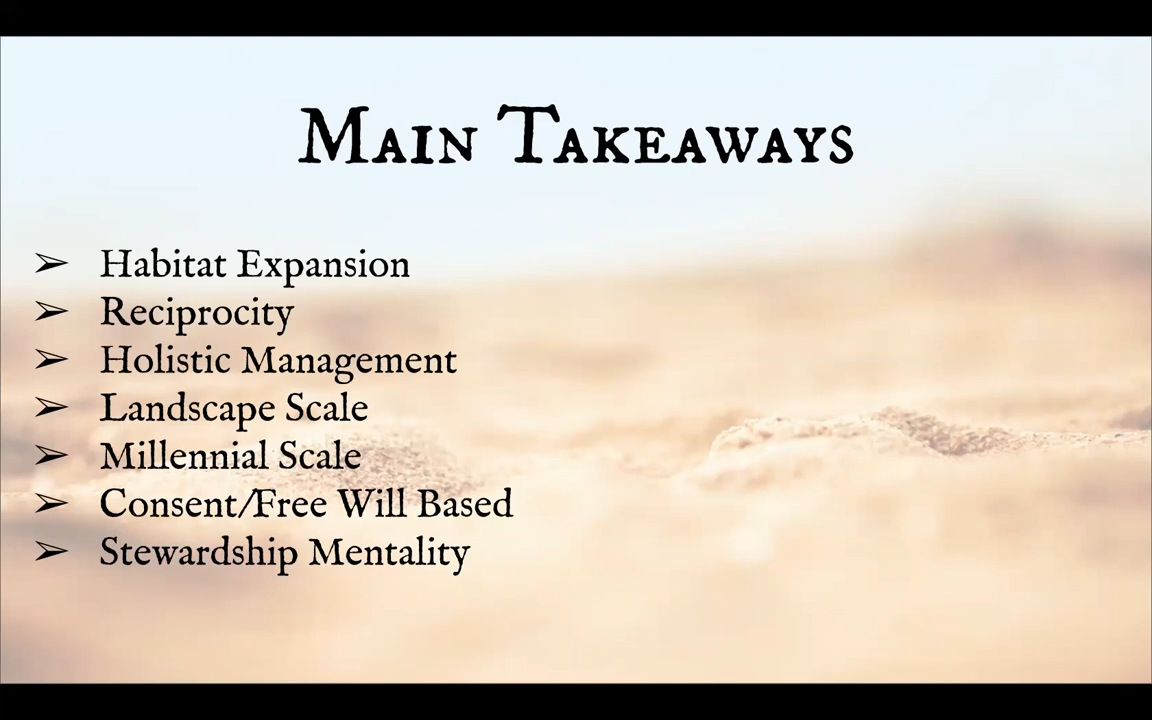 Main Takeaways
➢ Habitat Expansion
➢ Reciprocity
➢ Holistic Management
➢ Landscape Scale
➢ Millennial Scale
➢ Consent/Free Will Based
➢ Stewardship Mentality